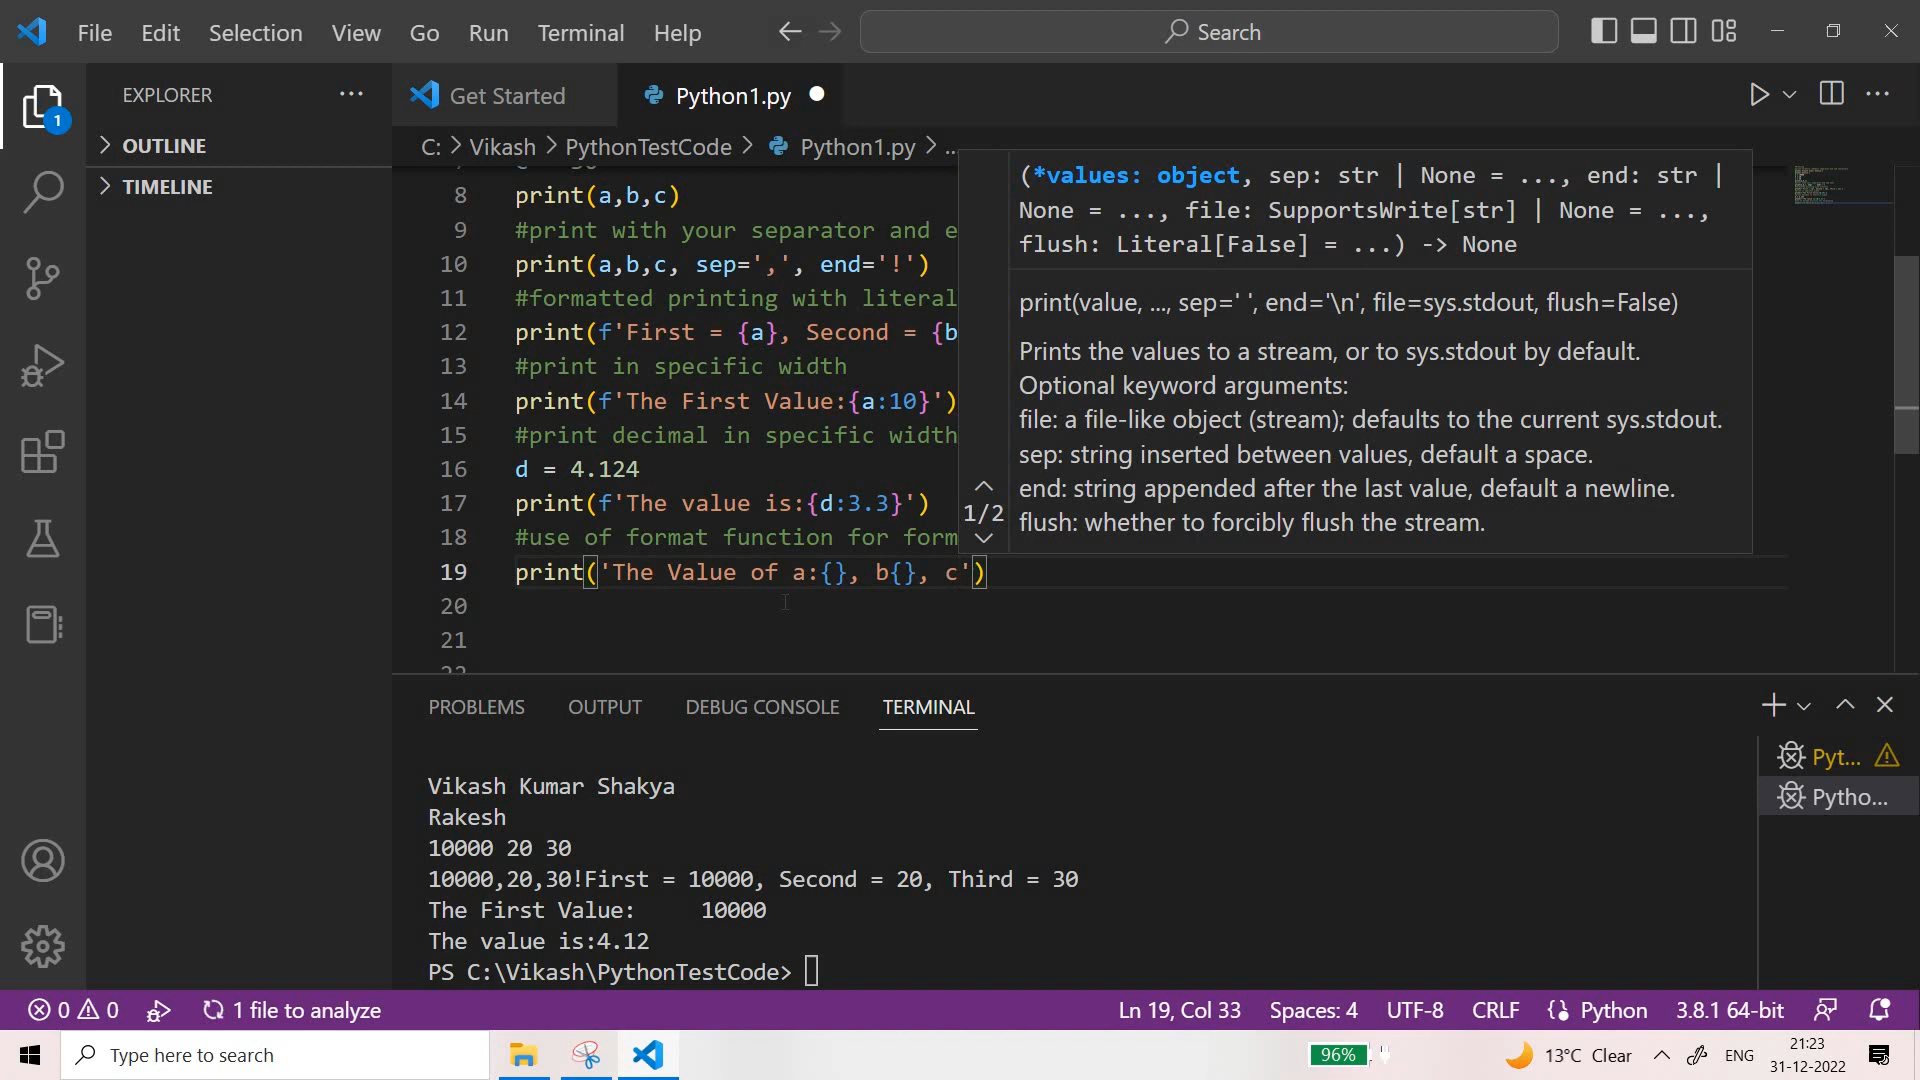 File Edit Selection View Go Run Terminal Help
Search
EXPLORER
OUTLINE
TIMELINE
1
Get Started
Python1.py
C: > Vikash > PythonTestCode > Python1.py > ...
8 print(a,b,c)
9 #print with your separator and e
10 print(a,b,c, sep=',', end='!')
11 #formatted printing with literal
12 print(f'First = {a}, Second = {b
13 #print in specific width
14 print(f'The First Value:{a:10}')
15 #print decimal in specific width
16 d = 4.124
17 print(f'The value is:{d:3.3}')
18 #use of format function for form
19 print('The Value of a:{}, b{}, c')
20
21
(*values: object, sep: str | None = ..., end: str |
None = ..., file: SupportsWrite[str] | None = ...,
flush: Literal[False] = ...) -> None
print(value, ..., sep=' ', end='\n', file=sys.stdout, flush=False)
Prints the values to a stream, or to sys.stdout by default.
Optional keyword arguments:
file: a file-like object (stream); defaults to the current sys.stdout.
sep: string inserted between values, default a space.
end: string appended after the last value, default a newline.
flush: whether to forcibly flush the stream.
1/2
PROBLEMS OUTPUT DEBUG CONSOLE TERMINAL
Vikash Kumar Shakya
Rakesh
10000 20 30
10000,20,30!First = 10000, Second = 20, Third = 30
The First Value:     10000
The value is:4.12
PS C:\Vikash\PythonTestCode>
Pyt...
Pytho...
0 0 1 file to analyze Ln 19, Col 33 Spaces: 4 UTF-8 CRLF Python 3.8.1 64-bit
Type here to search
96%
13°C Clear
ENG
21:23
31-12-2022